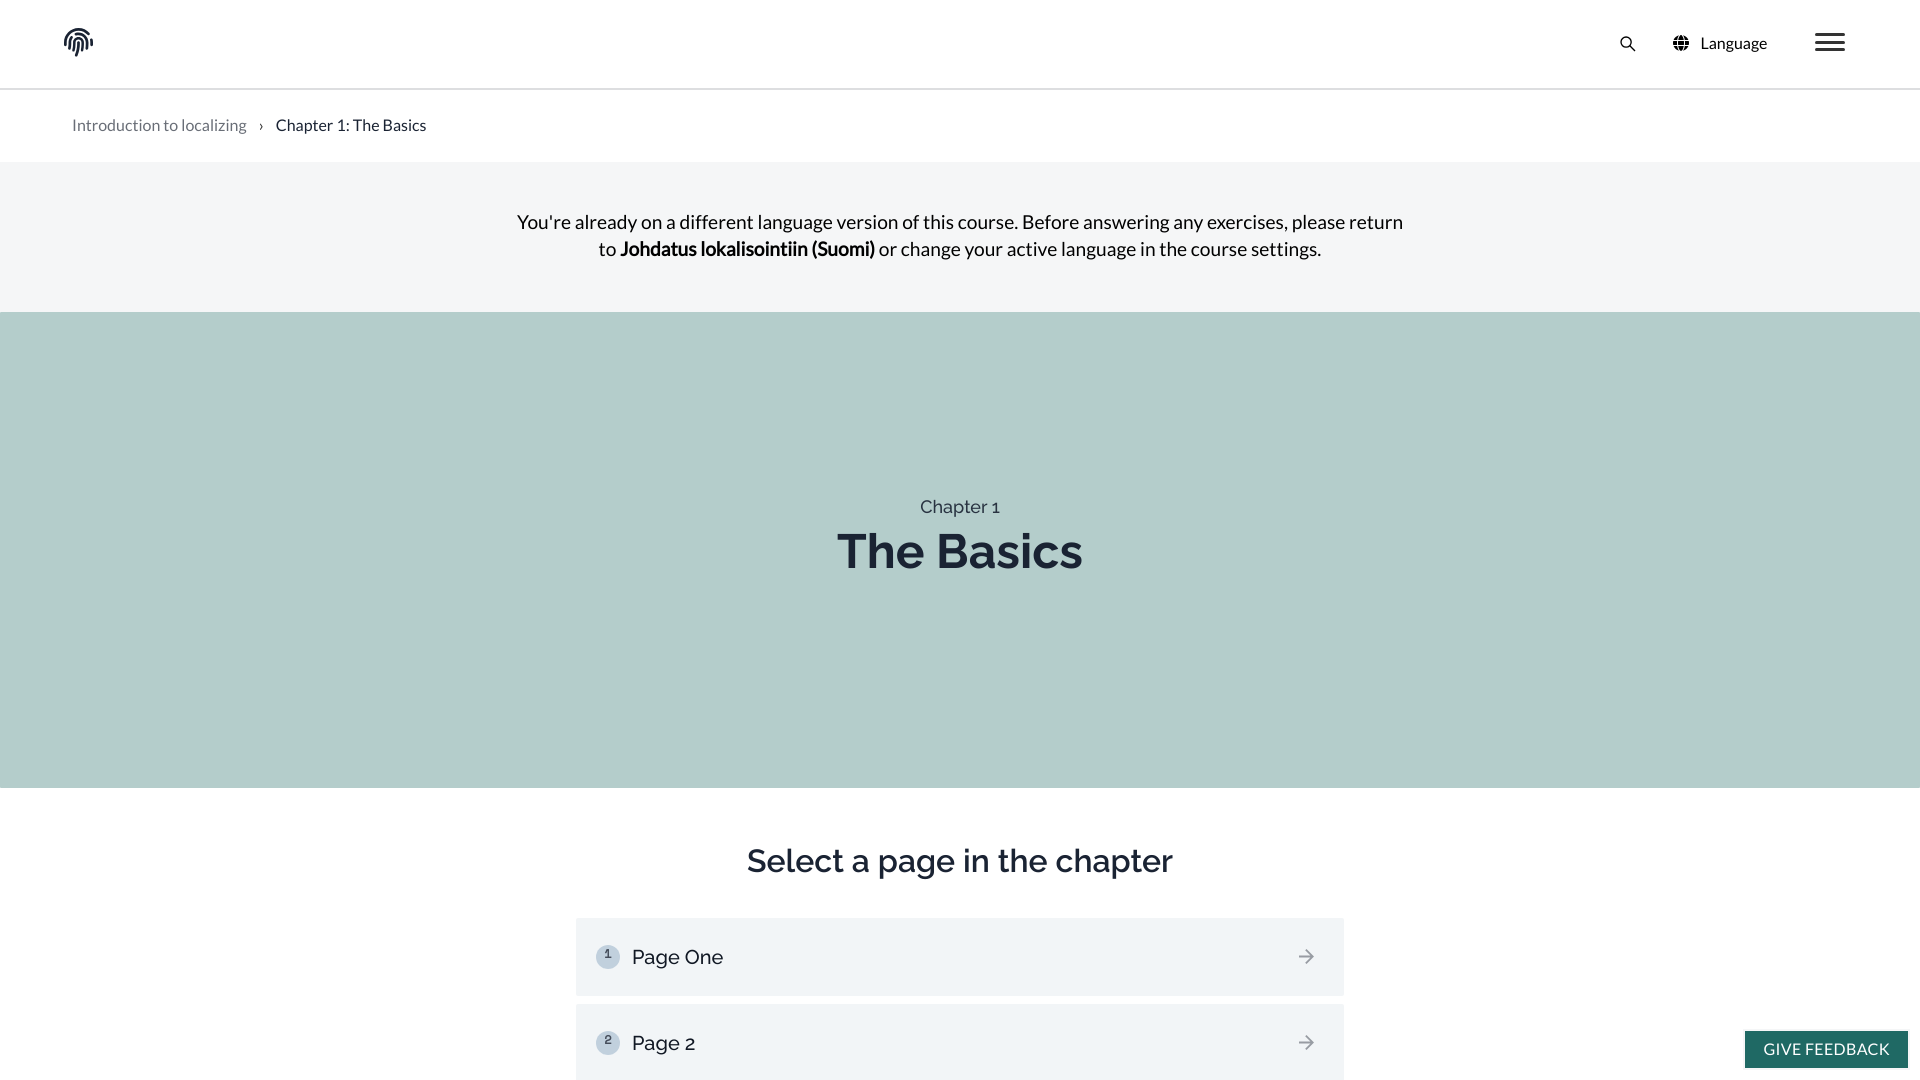 Language
Introduction to localizing › Chapter 1: The Basics
You're already on a different language version of this course. Before answering any exercises, please return
to Johdatus lokalisointiin (Suomi) or change your active language in the course settings.
Chapter 1
The Basics
Select a page in the chapter
1 Page One
2 Page 2
GIVE FEEDBACK